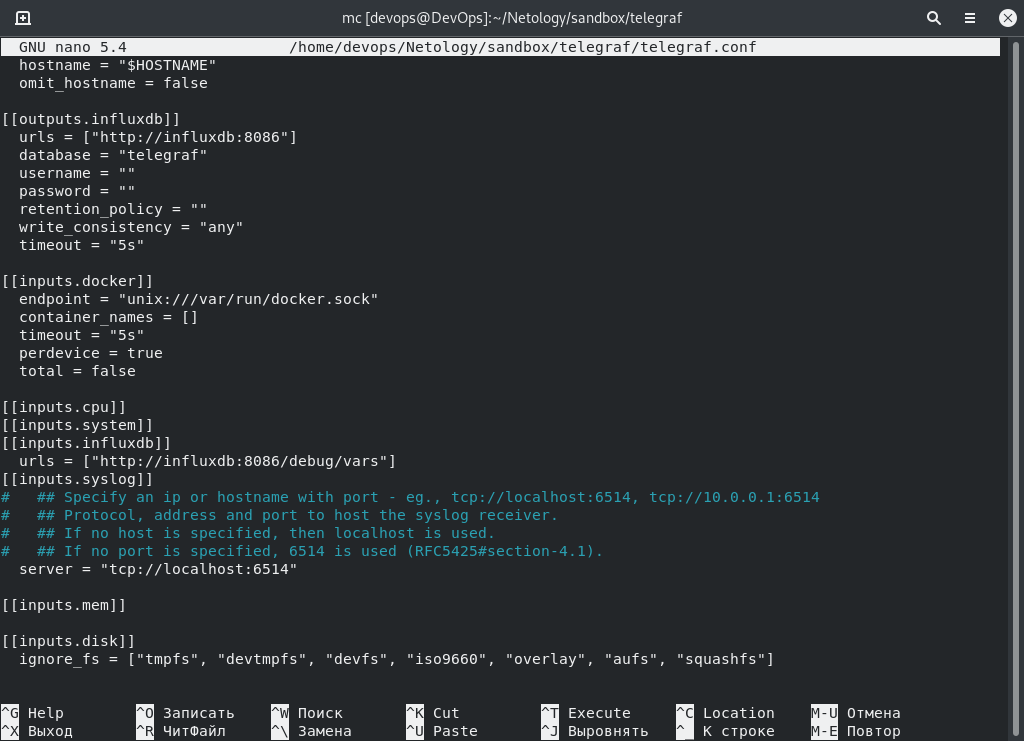 mc [devops@DevOps]:~/Netology/sandbox/telegraf
GNU nano 5.4 /home/devops/Netology/sandbox/telegraf/telegraf.conf
hostname = "$HOSTNAME"
omit_hostname = false
[[outputs.influxdb]]
urls = ["http://influxdb:8086"]
database = "telegraf"
username = ""
password = ""
retention_policy = ""
write_consistency = "any"
timeout = "5s"
[[inputs.docker]]
endpoint = "unix:///var/run/docker.sock"
container_names = []
timeout = "5s"
perdevice = true
total = false
[[inputs.cpu]]
[[inputs.system]]
[[inputs.influxdb]]
urls = ["http://influxdb:8086/debug/vars"]
[[inputs.syslog]]
#   ## Specify an ip or hostname with port - eg., tcp://localhost:6514, tcp://10.0.0.1:6514
#   ## Protocol, address and port to host the syslog receiver.
#   ## If no host is specified, then localhost is used.
#   ## If no port is specified, 6514 is used (RFC5425#section-4.1).
server = "tcp://localhost:6514"
[[inputs.mem]]
[[inputs.disk]]
ignore_fs = ["tmpfs", "devtmpfs", "devfs", "iso9660", "overlay", "aufs", "squashfs"]
^G Help ^O Записать ^W Поиск ^K Cut ^T Execute ^C Location M-U Отмена
^X Выход ^R ЧитФайл ^\ Замена ^U Paste ^J Выровнять ^_ К строке M-E Повтор